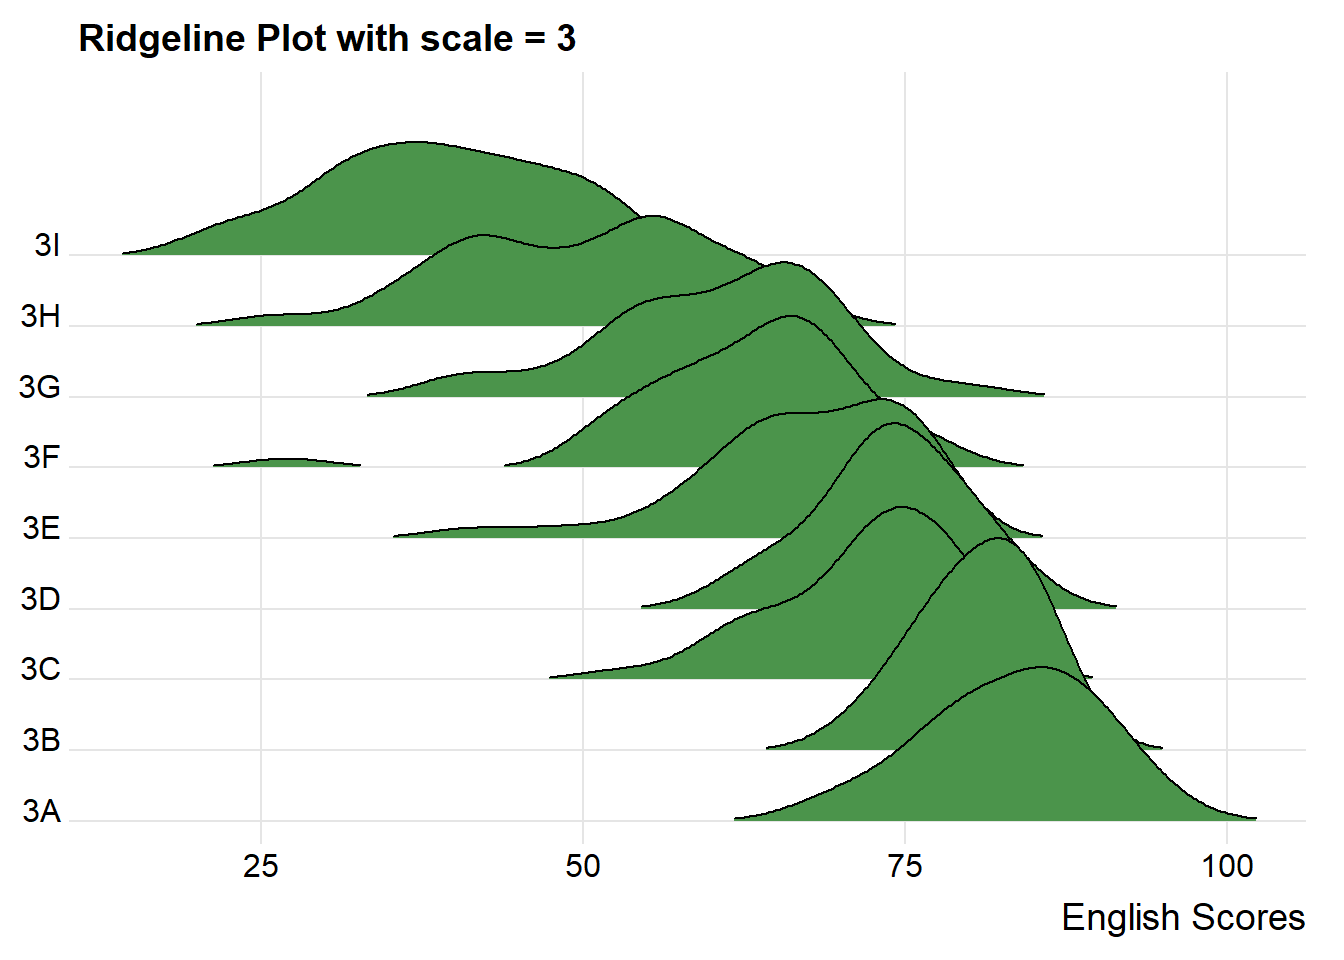 Ridgeline Plot with scale = 3
3I
3H
3G
3F
3E
3D
3C
3B
3A
25 50 75 100
English Scores